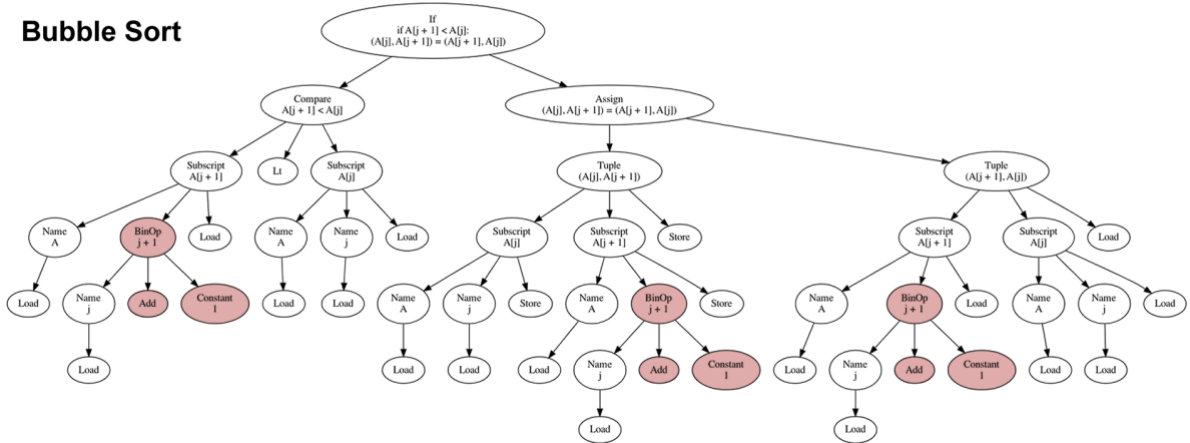 Bubble Sort
If
if A[j + 1] < A[j]:
(A[j], A[j + 1]) = (A[j + 1], A[j])
Compare
A[j + 1] < A[j]
Assign
(A[j], A[j + 1]) = (A[j + 1], A[j])
Subscript
A[j + 1]
Lt
Subscript
A[j]
Tuple
(A[j], A[j + 1])
Tuple
(A[j + 1], A[j])
Name
A
BinOp
j + 1
Load
Name
A
Name
j
Load
Subscript
A[j]
Subscript
A[j + 1]
Store
Subscript
A[j + 1]
Subscript
A[j]
Load
Load
Name
j
Add
Constant
1
Load
Load
Name
A
Name
j
Store
Name
A
BinOp
j + 1
Store
Name
A
BinOp
j + 1
Load
Name
A
Name
j
Load
Load
Load
Load
Load
Name
j
Add
Constant
1
Load
Name
j
Add
Constant
1
Load
Load
Load
Load